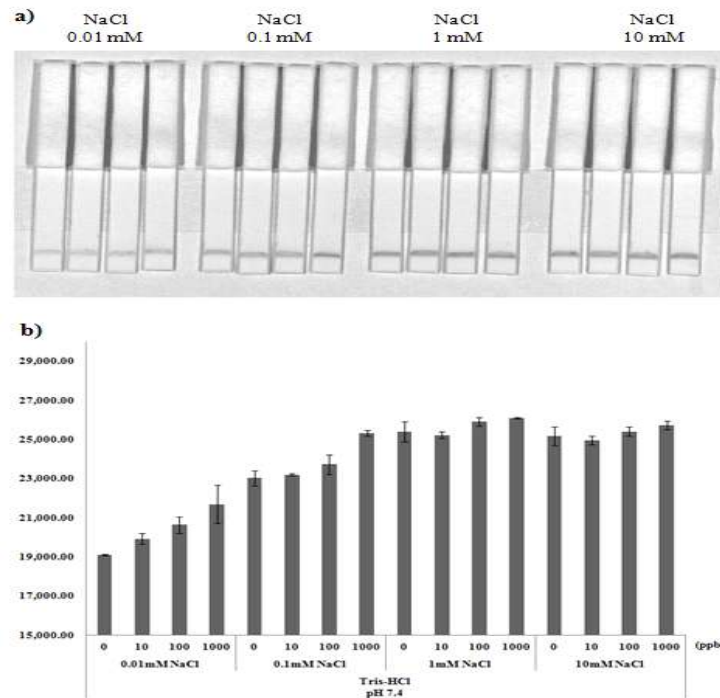 a)
NaCl NaCl NaCl NaCl
0.01 mM 0.1 mM 1 mM 10 mM
b)
29,000.00
27,000.00
25,000.00
23,000.00
21,000.00
19,000.00
17,000.00
15,000.00
0 10 100 1000 0 10 100 1000 0 10 100 1000 0 10 100 1000 (ppb
0.01mM NaCl 0.1mM NaCl 1mM NaCl 10mM NaCl
Tris-HCl
pH 7.4